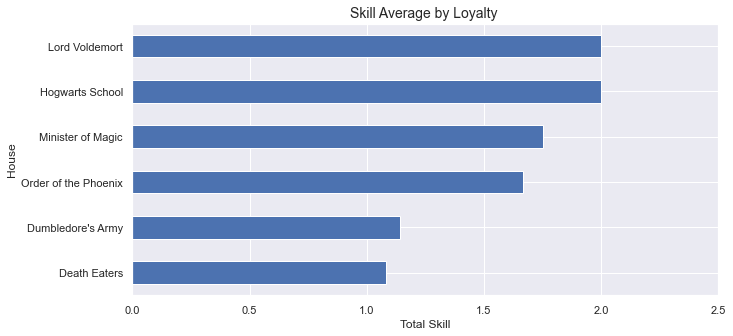 Skill Average by Loyalty
House
Lord Voldemort
Hogwarts School
Minister of Magic
Order of the Phoenix
Dumbledore's Army
Death Eaters
0.0 0.5 1.0 1.5 2.0 2.5
Total Skill